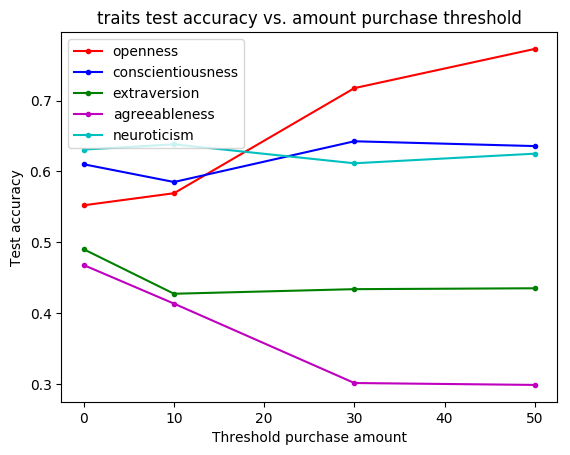 traits test accuracy vs. amount purchase threshold
openness
conscientiousness
extraversion
agreeableness
neuroticism
Test accuracy
0.7
0.6
0.5
0.4
0.3
0 10 20 30 40 50
Threshold purchase amount